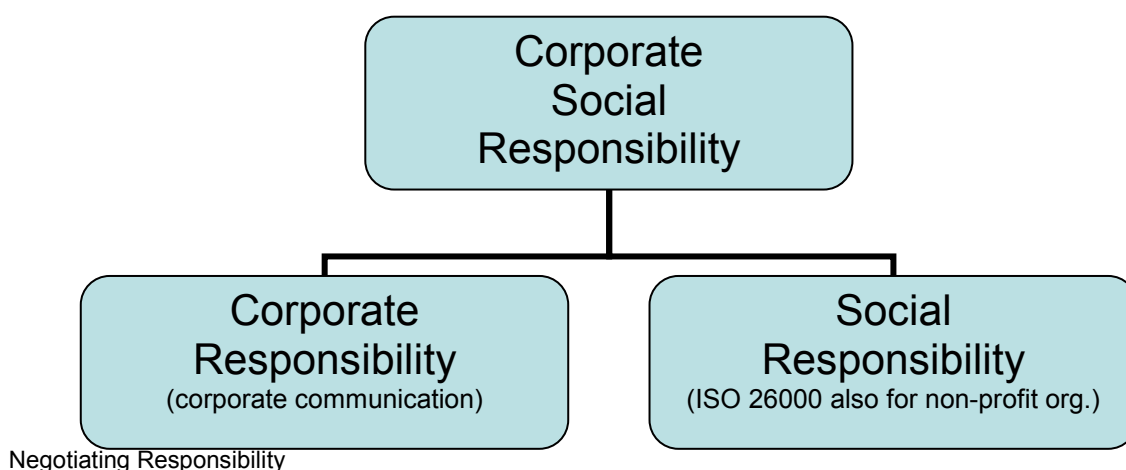 Corporate
Social
Responsibility
Corporate
Responsibility
(corporate communication)
Social
Responsibility
(ISO 26000 also for non-profit org.)
Negotiating Responsibility